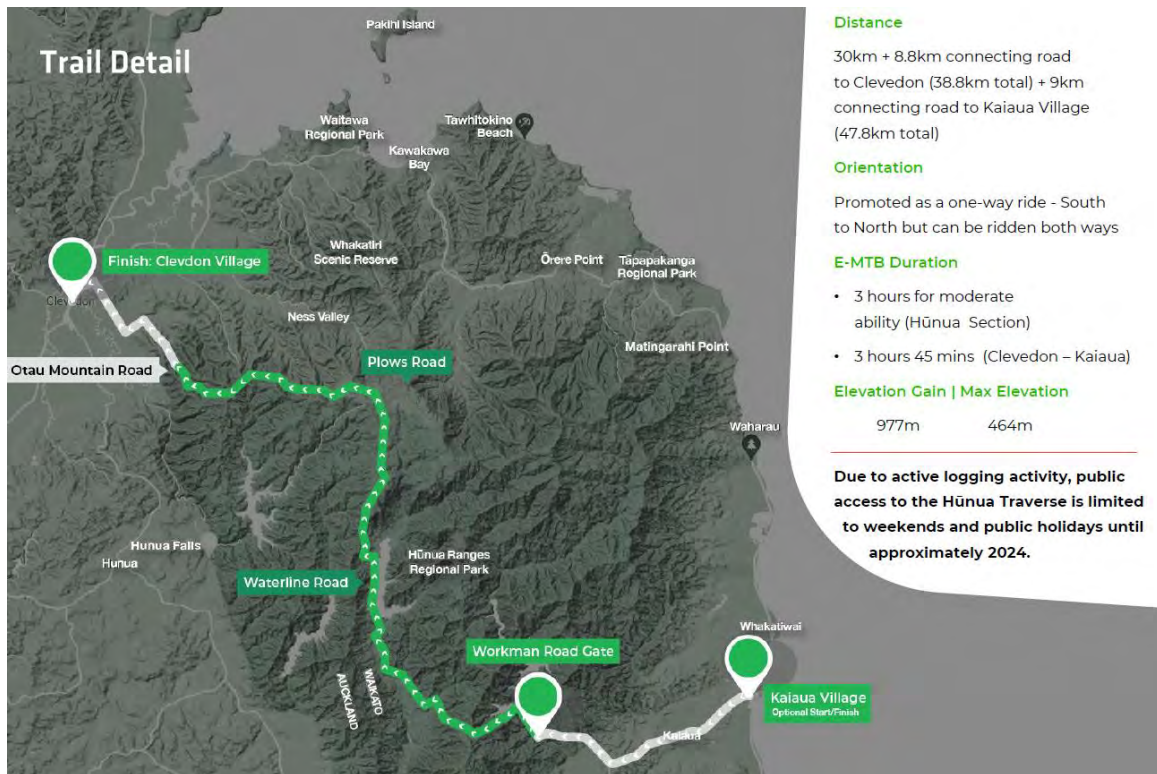 Trail Detail
Pakihi Island
Waitawa
Regional Park
Tawhitokino
Beach
Kawakawa
Bay
Finish: Clevdon Village
Whakatiri
Scenic Reserve
Ōrere Point
Tāpapakanga
Regional Park
Ness Valley
Matingarahi Point
Plows Road
Otau Mountain Road
Waharau
Hunua Falls
Hunua
Hūnua Ranges
Regional Park
Waterline Road
Whakatiwai
Workman Road Gate
WAIKATO
AUCKLAND
Kaiaua Village
Optional Start/Finish
Kaiaua
Distance
30km + 8.8km connecting road
to Clevedon (38.8km total) + 9km
connecting road to Kaiaua Village
(47.8km total)
Orientation
Promoted as a one-way ride - South
to North but can be ridden both ways
E-MTB Duration
• 3 hours for moderate
ability (Hūnua Section)
• 3 hours 45 mins (Clevedon – Kaiaua)
Elevation Gain | Max Elevation
977m 464m
Due to active logging activity, public
access to the Hūnua Traverse is limited
to weekends and public holidays until
approximately 2024.